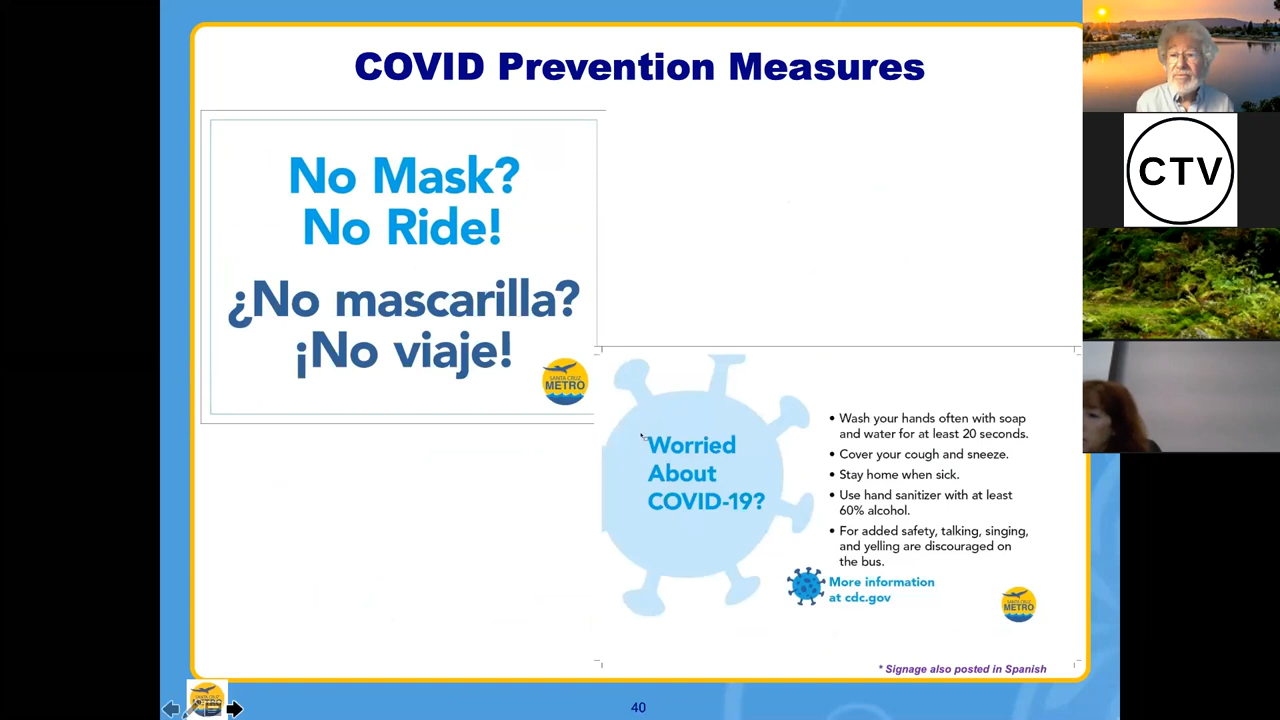 COVID Prevention Measures
No Mask?
No Ride!
¿No mascarilla?
¡No viaje!
SANTA CRUZ
METRO
Worried
About
COVID-19?
• Wash your hands often with soap
and water for at least 20 seconds.
• Cover your cough and sneeze.
• Stay home when sick.
• Use hand sanitizer with at least
60% alcohol.
• For added safety, talking, singing,
and yelling are discouraged on
the bus.
More information
at cdc.gov
SANTA CRUZ
METRO
* Signage also posted in Spanish
METRO
40
CTV